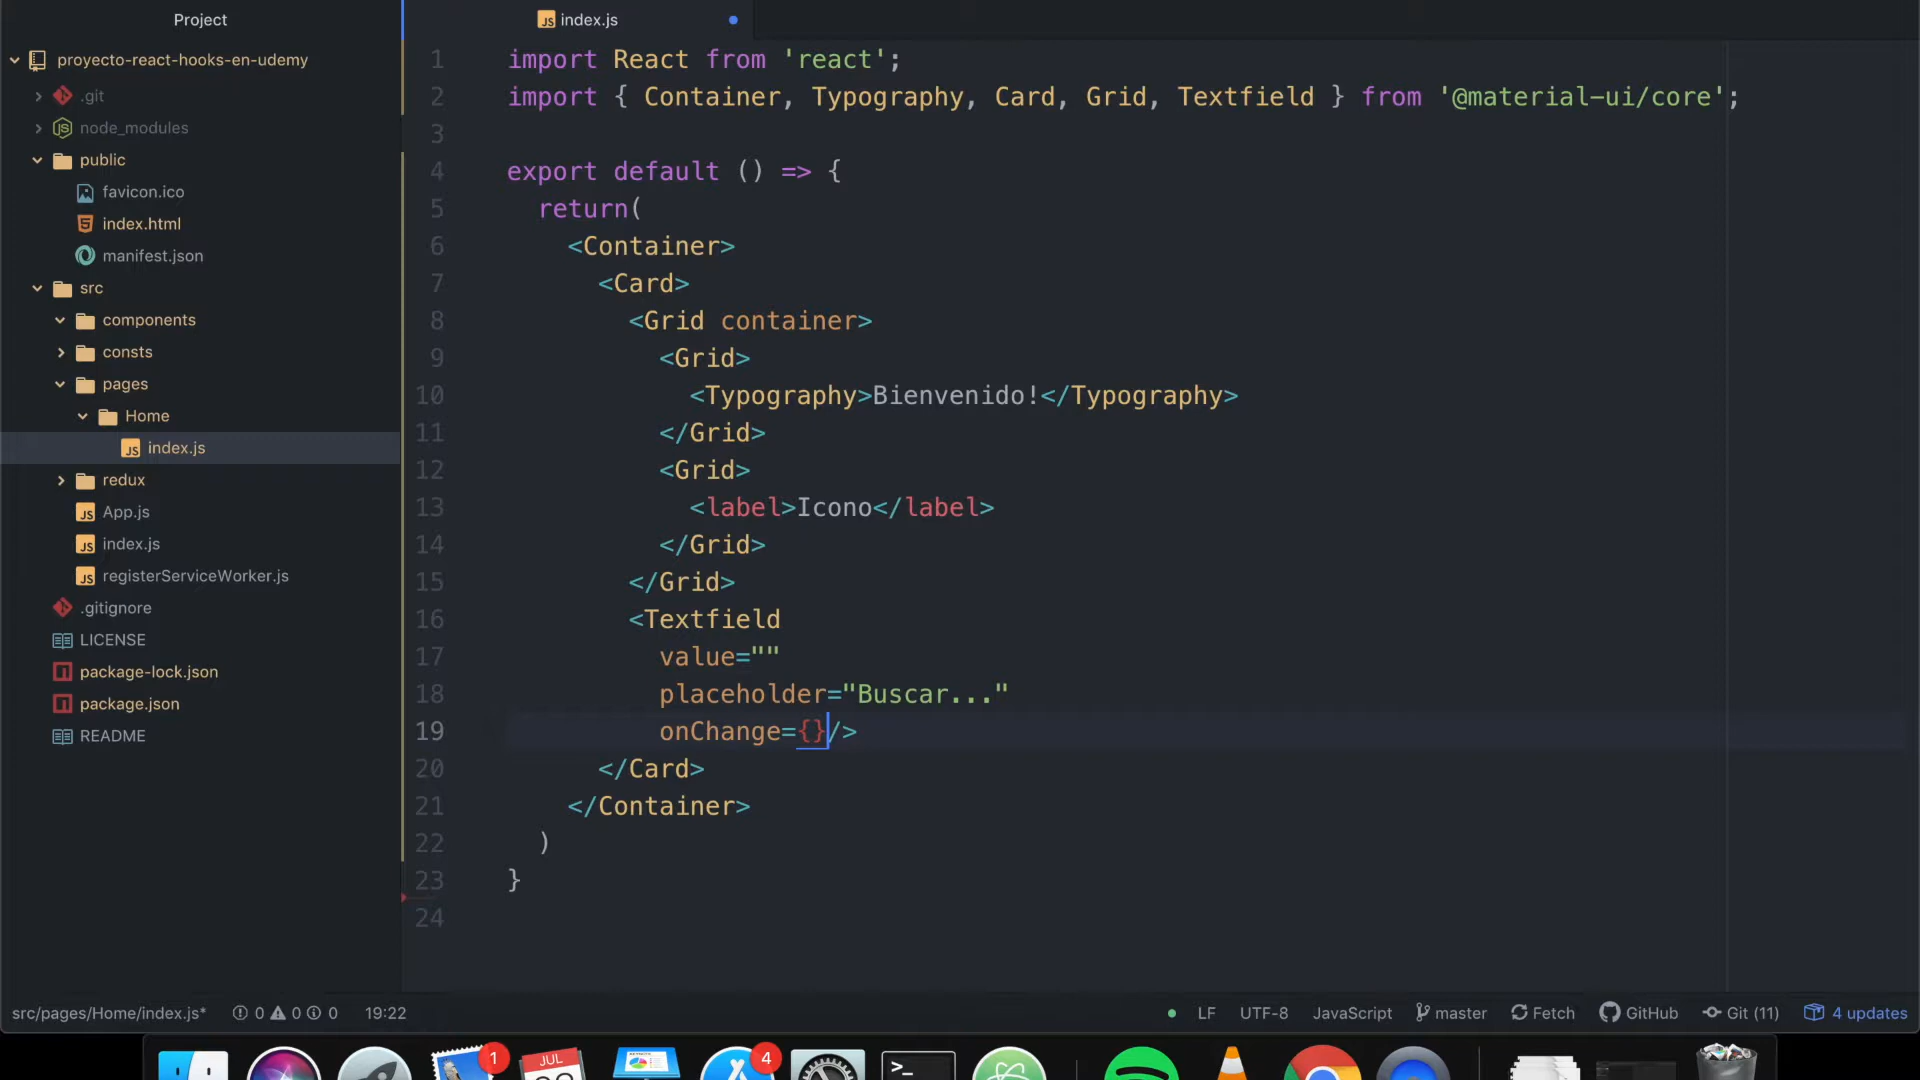 Project
proyecto-react-hooks-en-udemy
.git
node_modules
public
favicon.ico
index.html
manifest.json
src
components
consts
pages
Home
index.js
redux
App.js
index.js
registerServiceWorker.js
.gitignore
LICENSE
package-lock.json
package.json
README
index.js
1 import React from 'react';
2 import { Container, Typography, Card, Grid, Textfield } from '@material-ui/core';
3
4 export default () => {
5 return(
6 <Container>
7 <Card>
8 <Grid container>
9 <Grid>
10 <Typography>Bienvenido!</Typography>
11 </Grid>
12 <Grid>
13 <label>Icono</label>
14 </Grid>
15 </Grid>
16 <Textfield
17 value=""
18 placeholder="Buscar..."
19 onChange={}/>
20 </Card>
21 </Container>
22 )
23 }
24
src/pages/Home/index.js* 0 0 0 19:22 LF UTF-8 JavaScript master Fetch GitHub Git (11) 4 updates
1 JUL 4 >_